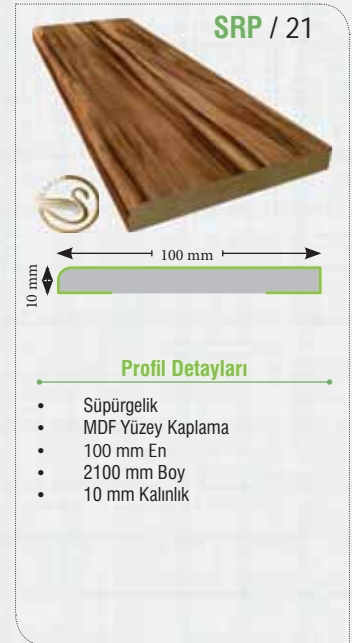 SRP / 21
100 mm
10 mm
Profil Detayları
• Süpürgelik
• MDF Yüzey Kaplama
• 100 mm En
• 2100 mm Boy
• 10 mm Kalınlık